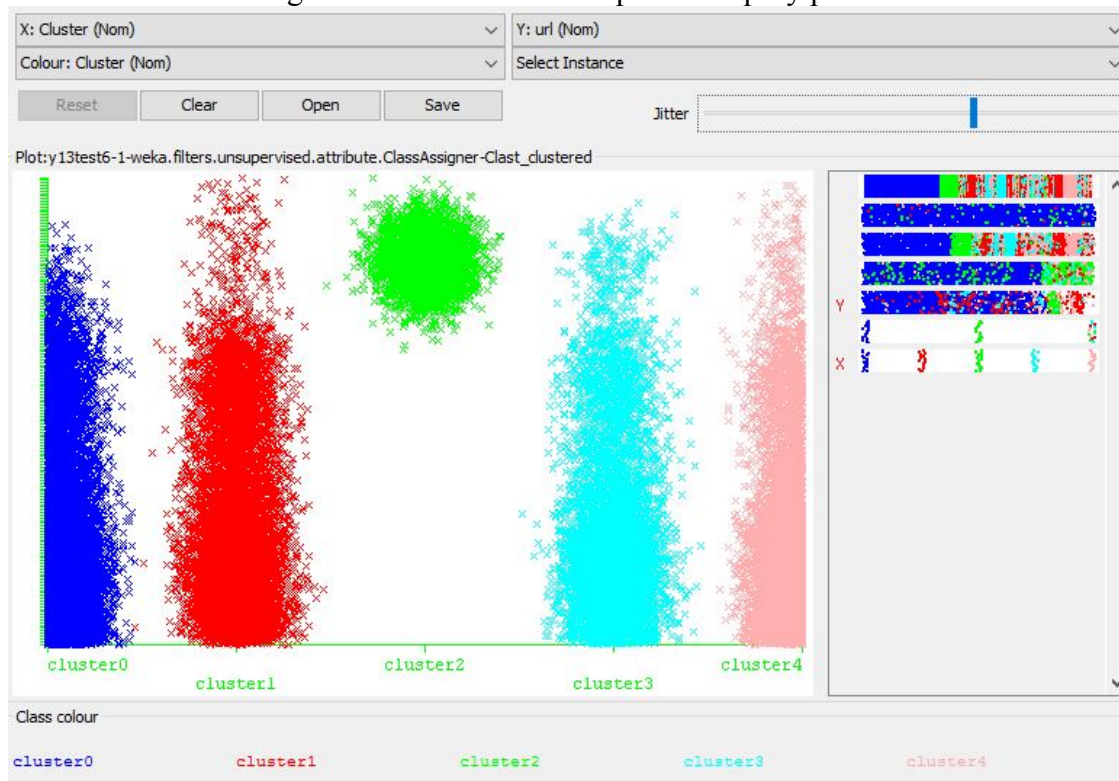 X: Cluster (Nom) Y: url (Nom)
Colour: Cluster (Nom) Select Instance
Reset Clear Open Save Jitter
Plot:y13test6-1-weka.filters.unsupervised.attribute.ClassAssigner-Clast_clustered
Y
X
cluster0 cluster2 cluster4
cluster1 cluster3
Class colour
cluster0 cluster1 cluster2 cluster3 cluster4